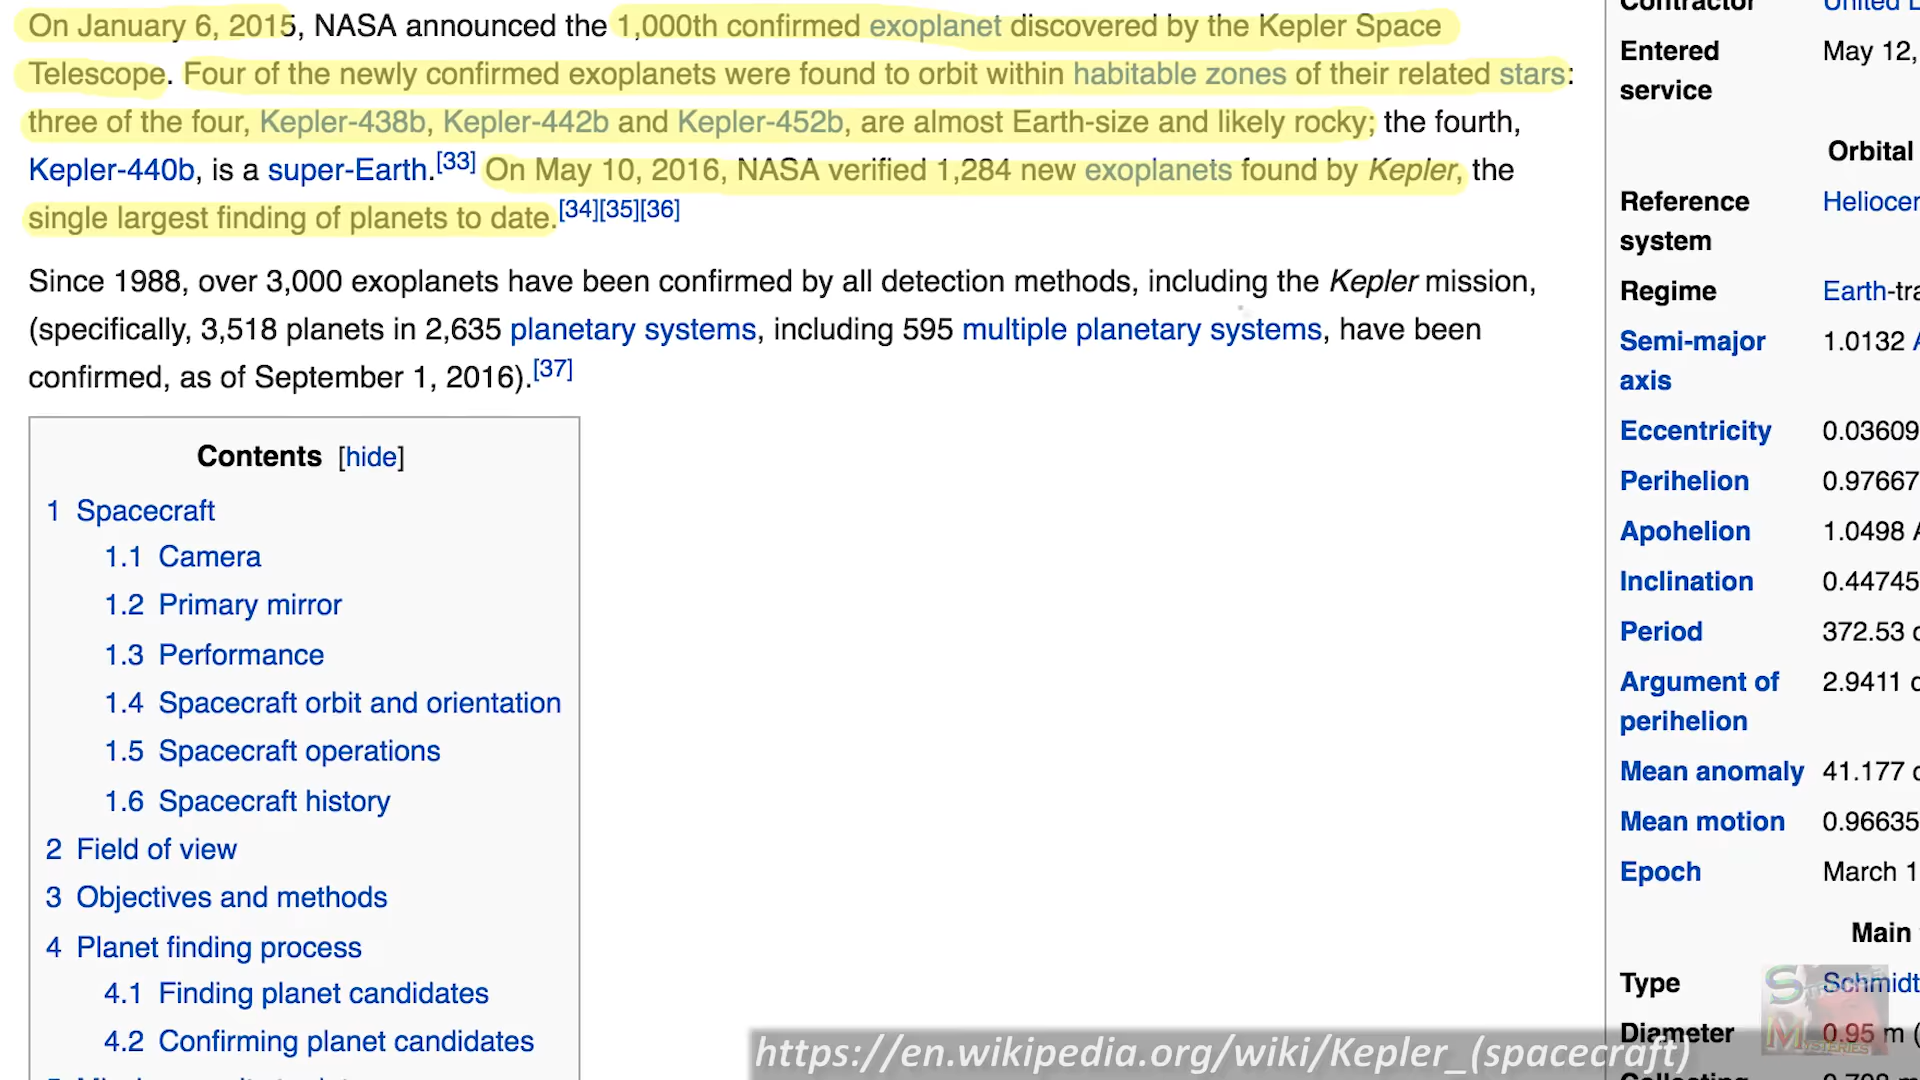 On January 6, 2015, NASA announced the 1,000th confirmed exoplanet discovered by the Kepler Space
Telescope. Four of the newly confirmed exoplanets were found to orbit within habitable zones of their related stars:
three of the four, Kepler-438b, Kepler-442b and Kepler-452b, are almost Earth-size and likely rocky; the fourth,
Kepler-440b, is a super-Earth.[33] On May 10, 2016, NASA verified 1,284 new exoplanets found by Kepler, the
single largest finding of planets to date.[34][35][36]
Since 1988, over 3,000 exoplanets have been confirmed by all detection methods, including the Kepler mission,
(specifically, 3,518 planets in 2,635 planetary systems, including 595 multiple planetary systems, have been
confirmed, as of September 1, 2016).[37]
Contents [hide]
1 Spacecraft
1.1 Camera
1.2 Primary mirror
1.3 Performance
1.4 Spacecraft orbit and orientation
1.5 Spacecraft operations
1.6 Spacecraft history
2 Field of view
3 Objectives and methods
4 Planet finding process
4.1 Finding planet candidates
4.2 Confirming planet candidates
Contractor United
Entered May 12,
service
Orbital
Reference Heliocen
system
Regime Earth-tra
Semi-major 1.0132
axis
Eccentricity 0.03609
Perihelion 0.97667
Apohelion 1.0498
Inclination 0.44745
Period 372.53
Argument of 2.9411
perihelion
Mean anomaly 41.177
Mean motion 0.96635
Epoch March 1
Main
Type Schmidt
Diameter 0.95 m (
https://en.wikipedia.org/wiki/Kepler_(spacecraft)